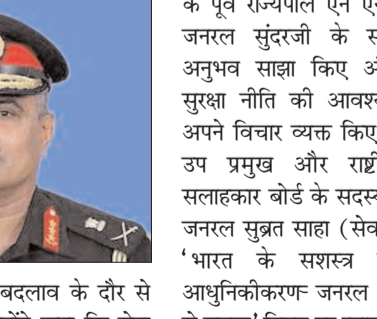 के पूर्व राज्यपाल एन एन
जनरल सुंदरजी के स
अनुभव साझा किए अ
सुरक्षा नीति की आवश्य
अपने विचार व्यक्त किए
उप प्रमुख और राष्ट्री
सलाहकार बोर्ड के सदस्
जनरल सुब्रत साहा (सेव
‘भारत के सशस्त्र
आधुनिकीकरण- जनरल
बदलाव के दौर से